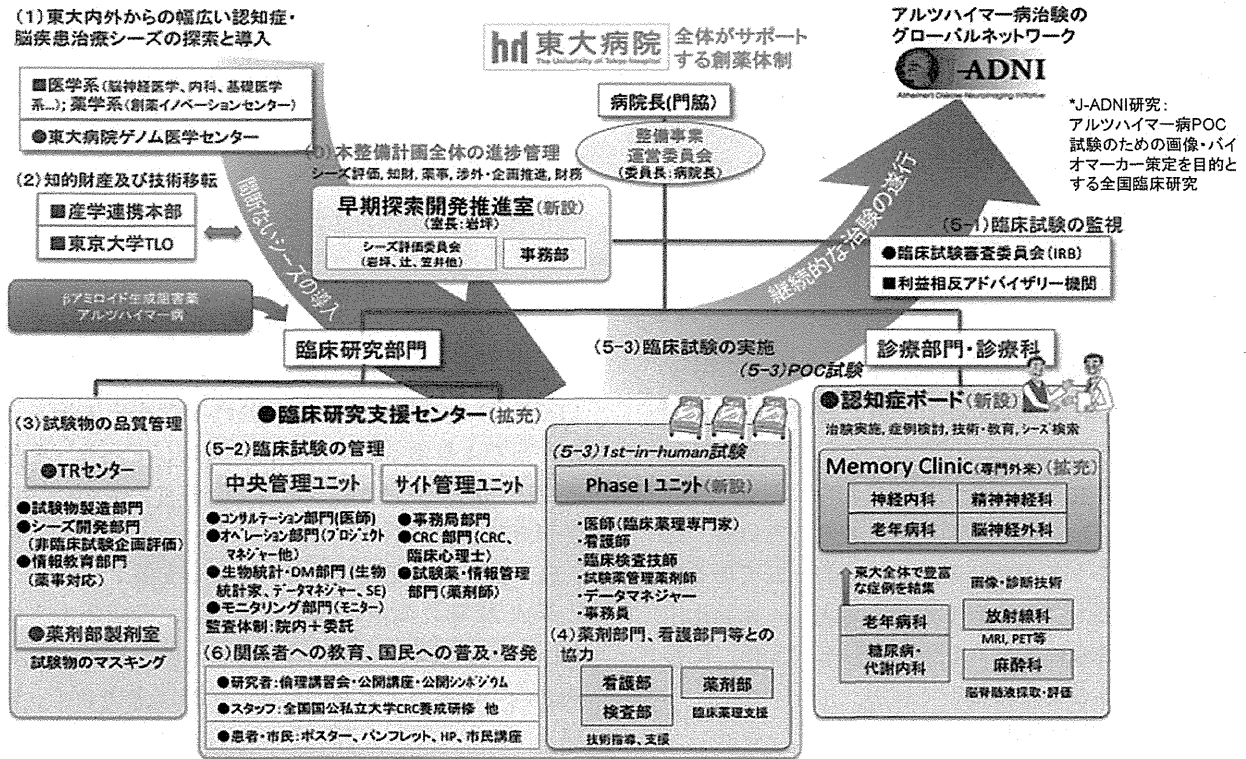 (1)東大内外からの幅広い認知症・
脳疾患治療シーズの探索と導入
■医学系(脳神経医学、内科、基礎医学
系...);薬学系(創薬イノベーションセンター)
●東大病院ゲノム医学センター
東大病院
The University of Tokyo Hospital
全体がサポート
する創薬体制
アルツハイマー病治験の
グローバルネットワーク
J-ADNI
Alzheimer's Disease Neuroimaging Initiative
*J-ADNI研究:
アルツハイマー病POC
試験のための画像・バイ
オマーカー策定を目的と
する全国臨床研究
病院長(門脇)
整備事業
運営委員会
(委員長:病院長)
本整備計画全体の進捗管理
シーズ評価, 知財, 薬事, 渉外・企画推進, 財務
早期探索開発推進室(新設)
(室長:岩坪)
シーズ評価委員会
(岩坪、辻、笠井他)
事務部
(2)知的財産及び技術移転
■産学連携本部
■東京大学TLO
間断ないシーズの導入
継続的な治験の遂行
(5-1)臨床試験の監視
●臨床試験審査委員会(IRB)
■利益相反アドバイザリー機関
βアミロイド生成阻害薬
アルツハイマー病
臨床研究部門
(5-3)臨床試験の実施
(5-3)POC試験
診療部門・診療科
(3)試験物の品質管理
●TRセンター
●試験物製造部門
●シーズ開発部門
(非臨床試験企画評価)
●情報教育部門
(薬事対応)
●薬剤部製剤室
試験物のマスキング
●臨床研究支援センター(拡充)
(5-2)臨床試験の管理
中央管理ユニット
●コンサルテーション部門(医師)
●オペレーション部門(プロジェクト
マネジャー他)
●生物統計・DM部門(生物
統計家、データマネジャー、SE)
●モニタリング部門(モニター)
監査体制:院内+委託
サイト管理ユニット
●事務局部門
●CRC部門(CRC、
臨床心理士)
●試験薬・情報管理
部門(薬剤師)
(6)関係者への教育、国民への普及・啓発
●研究者:倫理講習会・公開講座・公開シンポジウム
●スタッフ:全国国公私立大学CRC養成研修 他
●患者・市民:ポスター、パンフレット、HP、市民講座
(5-3)1st-in-human試験
Phase I ユニット(新設)
・医師(臨床薬理専門家)
・看護師
・臨床検査技師
・試験薬管理薬剤師
・データマネジャー
・事務員
(4)薬剤部門、看護部門等との
協力
看護部
検査部
技術指導、支援
薬剤部
臨床薬理支援
●認知症ボード(新設)
治験実施, 症例検討, 技術・教育, シーズ検索
Memory Clinic(専門外来)(拡充)
神経内科
精神神経科
老年病科
脳神経外科
東大全体で豊富
な症例を結集
老年病科
糖尿病・
代謝内科
画像・診断技術
放射線科
MRI, PET等
麻酔科
脳脊髄液採取・評価